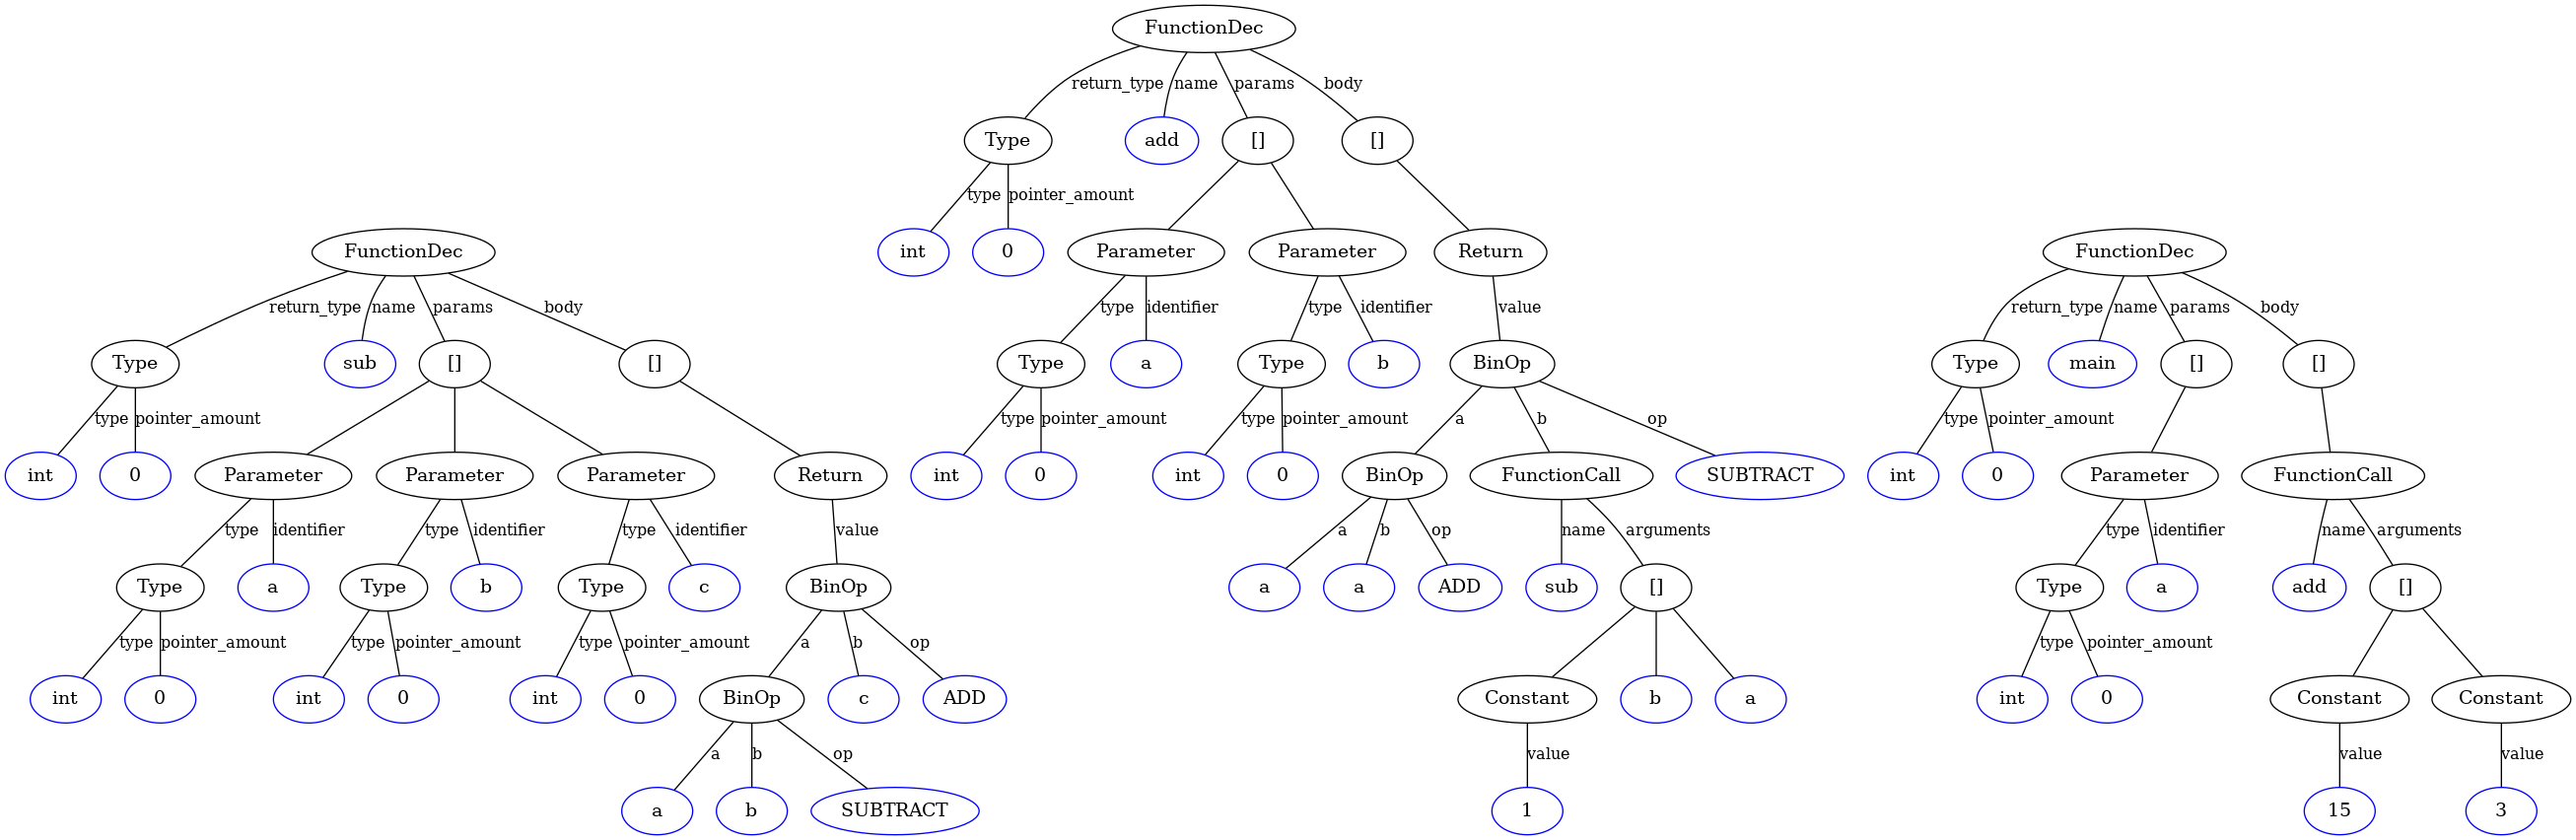 FunctionDec
return_type name params body
Type add [] []
type pointer_amount
FunctionDec int 0 Parameter Parameter Return FunctionDec
return_type name params body type identifier type identifier value return_type name params body
Type sub [] [] Type a Type b BinOp Type main [] []
type pointer_amount type pointer_amount type pointer_amount a b op type pointer_amount
int 0 Parameter Parameter Parameter Return int 0 int 0 BinOp FunctionCall SUBTRACT int 0 Parameter FunctionCall
type identifier type identifier type identifier value a b op name arguments type identifier name arguments
Type a Type b Type c BinOp a a ADD sub [] Type a add []
type pointer_amount type pointer_amount type pointer_amount a b op type pointer_amount
int 0 int 0 int 0 BinOp c ADD Constant b a int 0 Constant Constant
a b op value value value
a b SUBTRACT 1 15 3